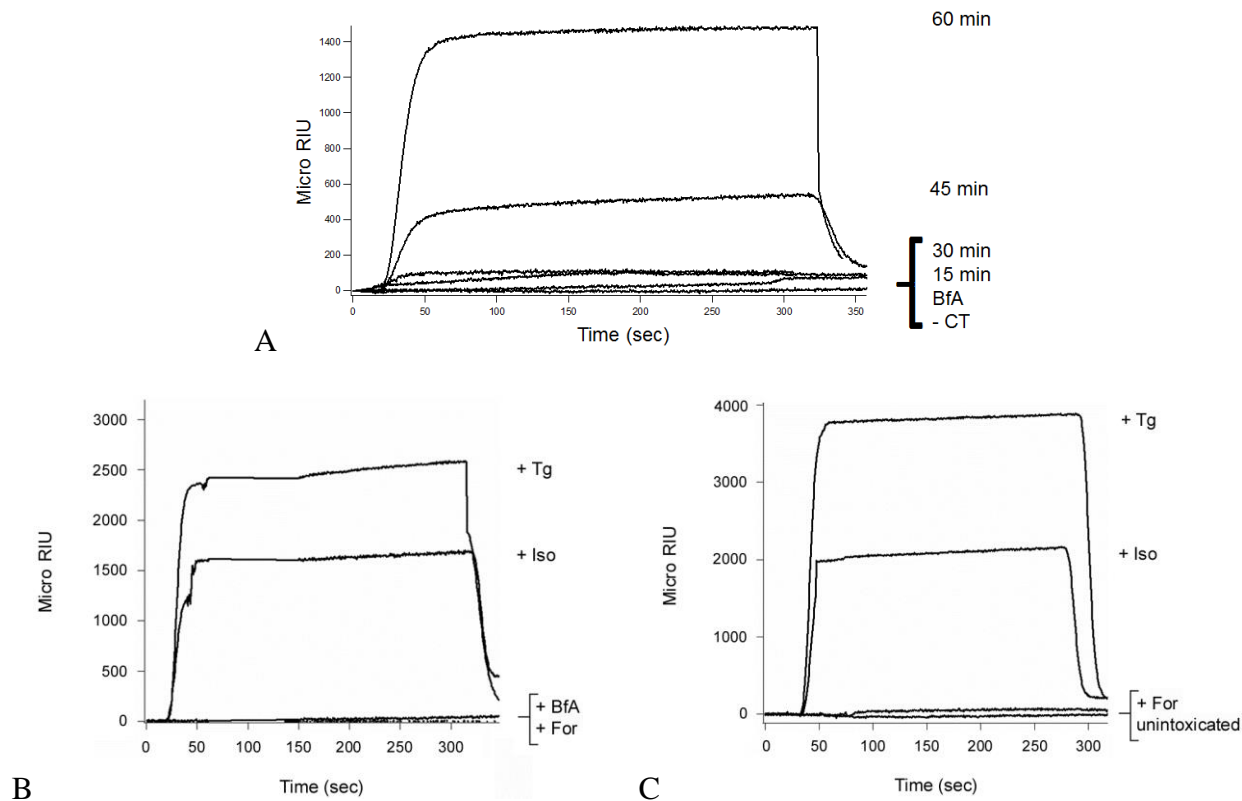 60 min
1400
1200
1000
800
600
400
200
0
Micro RIU
45 min
30 min
15 min
BfA
- CT
0 50 100 150 200 250 300 350
Time (sec)
A
3000
2500
2000
1500
1000
500
0
Micro RIU
+ Tg
+ Iso
+ BfA
+ For
0 50 100 150 200 250 300
Time (sec)
B
4000
3000
2000
1000
0
Micro RIU
+ Tg
+ Iso
+ For
unintoxicated
0 50 100 150 200 250 300
Time (sec)
C